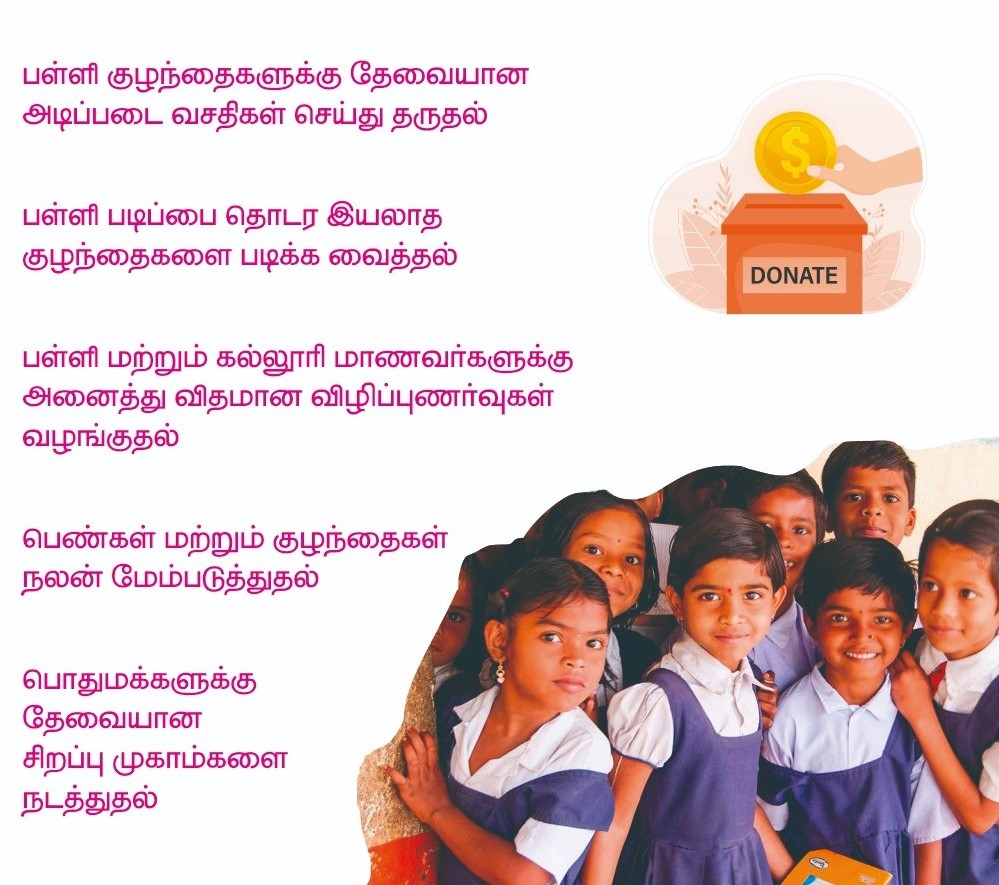 பள்ளி குழந்தைகளுக்கு தேவையான
அடிப்படை வசதிகள் செய்து தருதல்
பள்ளி படிப்பை தொடர இயலாத
குழந்தைகளை படிக்க வைத்தல்
பள்ளி மற்றும் கல்லூரி மாணவர்களுக்கு
அனைத்து விதமான விழிப்புணர்வுகள்
வழங்குதல்
பெண்கள் மற்றும் குழந்தைகள்
நலன் மேம்படுத்துதல்
பொதுமக்களுக்கு
தேவையான
சிறப்பு முகாம்களை
நடத்துதல்
$
DONATE